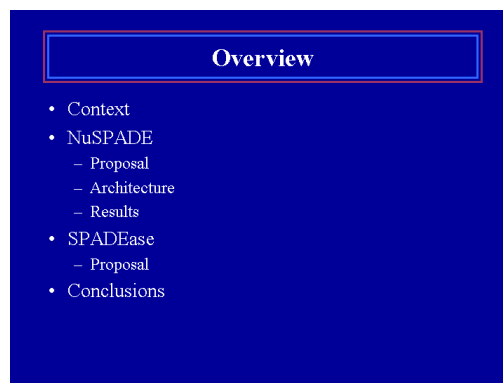 Overview
• Context
• NuSPADE
– Proposal
– Architecture
– Results
• SPADEase
– Proposal
• Conclusions